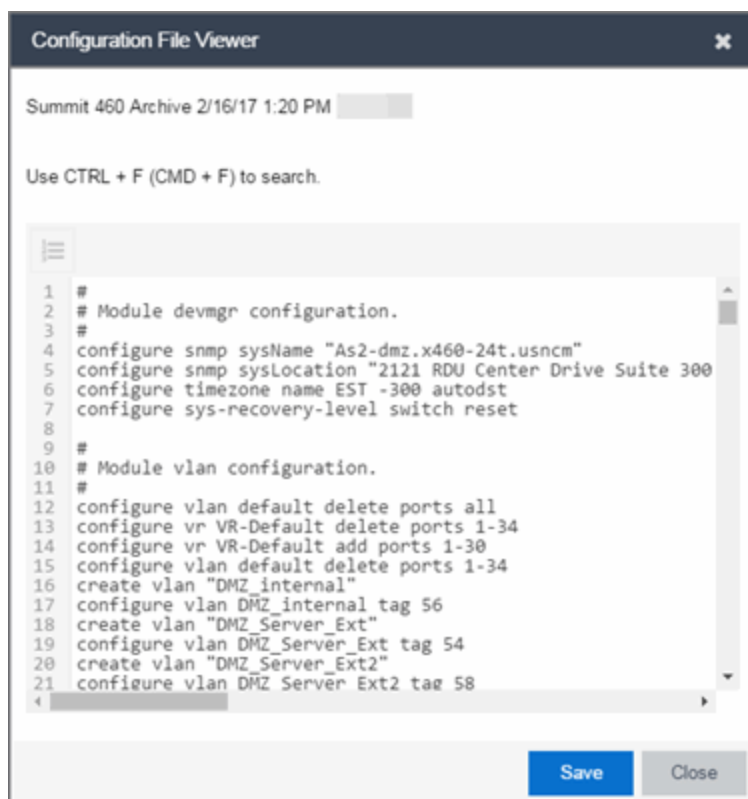 Configuration File Viewer
Summit 460 Archive 2/16/17 1:20 PM
Use CTRL + F (CMD + F) to search.
1 #
2 # Module devmgr configuration.
3 #
4 configure snmp sysName "As2-dmz.x460-24t.usncm"
5 configure snmp sysLocation "2121 RDU Center Drive Suite 300
6 configure timezone name EST -300 autodst
7 configure sys-recovery-level switch reset
8
9 #
10 # Module vlan configuration.
11 #
12 configure vlan default delete ports all
13 configure vr VR-Default delete ports 1-34
14 configure vr VR-Default add ports 1-30
15 configure vlan default delete ports 1-34
16 create vlan "DMZ_internal"
17 configure vlan DMZ_internal tag 56
18 create vlan "DMZ_Server_Ext"
19 configure vlan DMZ_Server_Ext tag 54
20 create vlan "DMZ_Server_Ext2"
21 configure vlan DMZ_Server_Ext2 tag 58
Save Close